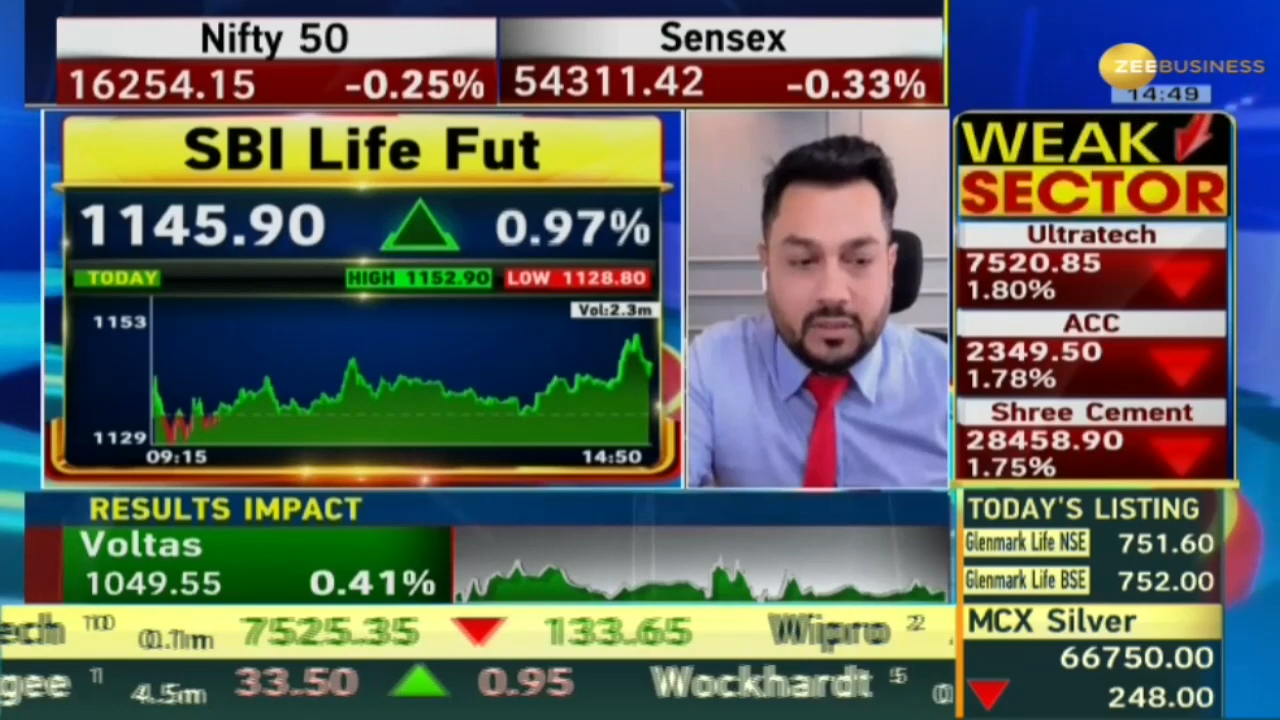 Nifty 50
16254.15 -0.25%
Sensex
54311.42 -0.33%
ZEEBUSINESS
14:49
SBI Life Fut
1145.90 0.97%
TODAY HIGH 1152.90 LOW 1128.80
Vol:2.3m
1153
1129
09:15 14:50
WEAK
SECTOR
Ultratech
7520.85
1.80%
ACC
2349.50
1.78%
Shree Cement
28458.90
1.75%
RESULTS IMPACT
Voltas
1049.55 0.41%
TODAY'S LISTING
Glenmark Life NSE 751.60
Glenmark Life BSE 752.00
MCX Silver
66750.00
248.00
ech 0.1m 7525.35 133.65 Wipro
gee 4.5m 33.50 0.95 Wockhardt